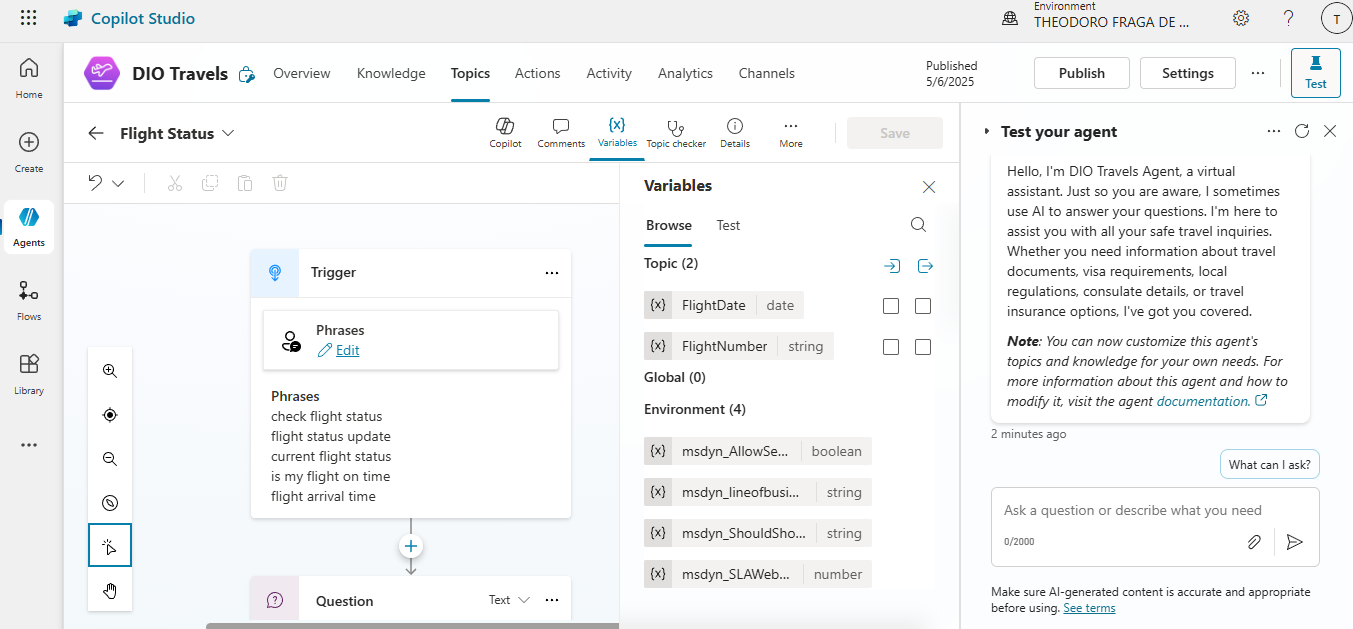 Copilot Studio
Environment
THEODORO FRAGA DE ...
?
T
Home
Create
Agents
Flows
Library
DIO Travels
Overview
Knowledge
Topics
Actions
Activity
Analytics
Channels
Published
5/6/2025
Publish
Settings
Test
Flight Status
Copilot
Comments
{x}
Variables
Topic checker
Details
More
Save
Trigger
Phrases
Edit
Phrases
check flight status
flight status update
current flight status
is my flight on time
flight arrival time
Question
Text
Variables
Browse
Test
Topic (2)
{x} FlightDate date
{x} FlightNumber string
Global (0)
Environment (4)
{x} msdyn_AllowSe... boolean
{x} msdyn_lineofbusi... string
{x} msdyn_ShouldSho... string
{x} msdyn_SLAWeb... number
Test your agent
Hello, I'm DIO Travels Agent, a virtual
assistant. Just so you are aware, I sometimes
use AI to answer your questions. I'm here to
assist you with all your safe travel inquiries.
Whether you need information about travel
documents, visa requirements, local
regulations, consulate details, or travel
insurance options, I've got you covered.
Note: You can now customize this agent's
topics and knowledge for your own needs. For
more information about this agent and how to
modify it, visit the agent documentation.
2 minutes ago
What can I ask?
Ask a question or describe what you need
0/2000
Make sure AI-generated content is accurate and appropriate
before using. See terms